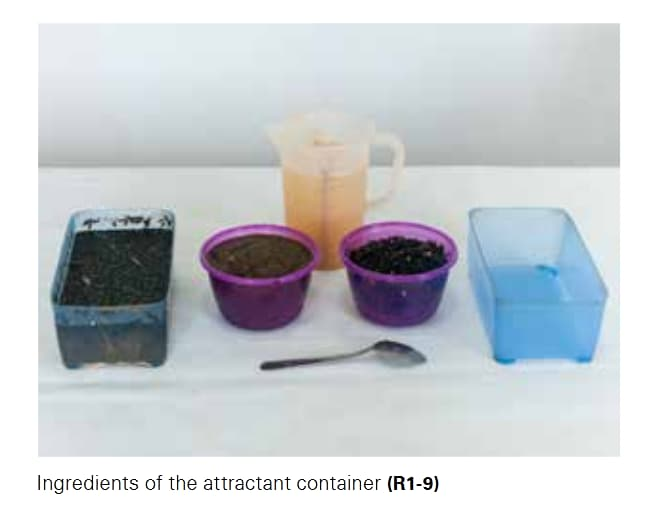 Ingredients of the attractant container (R1-9)